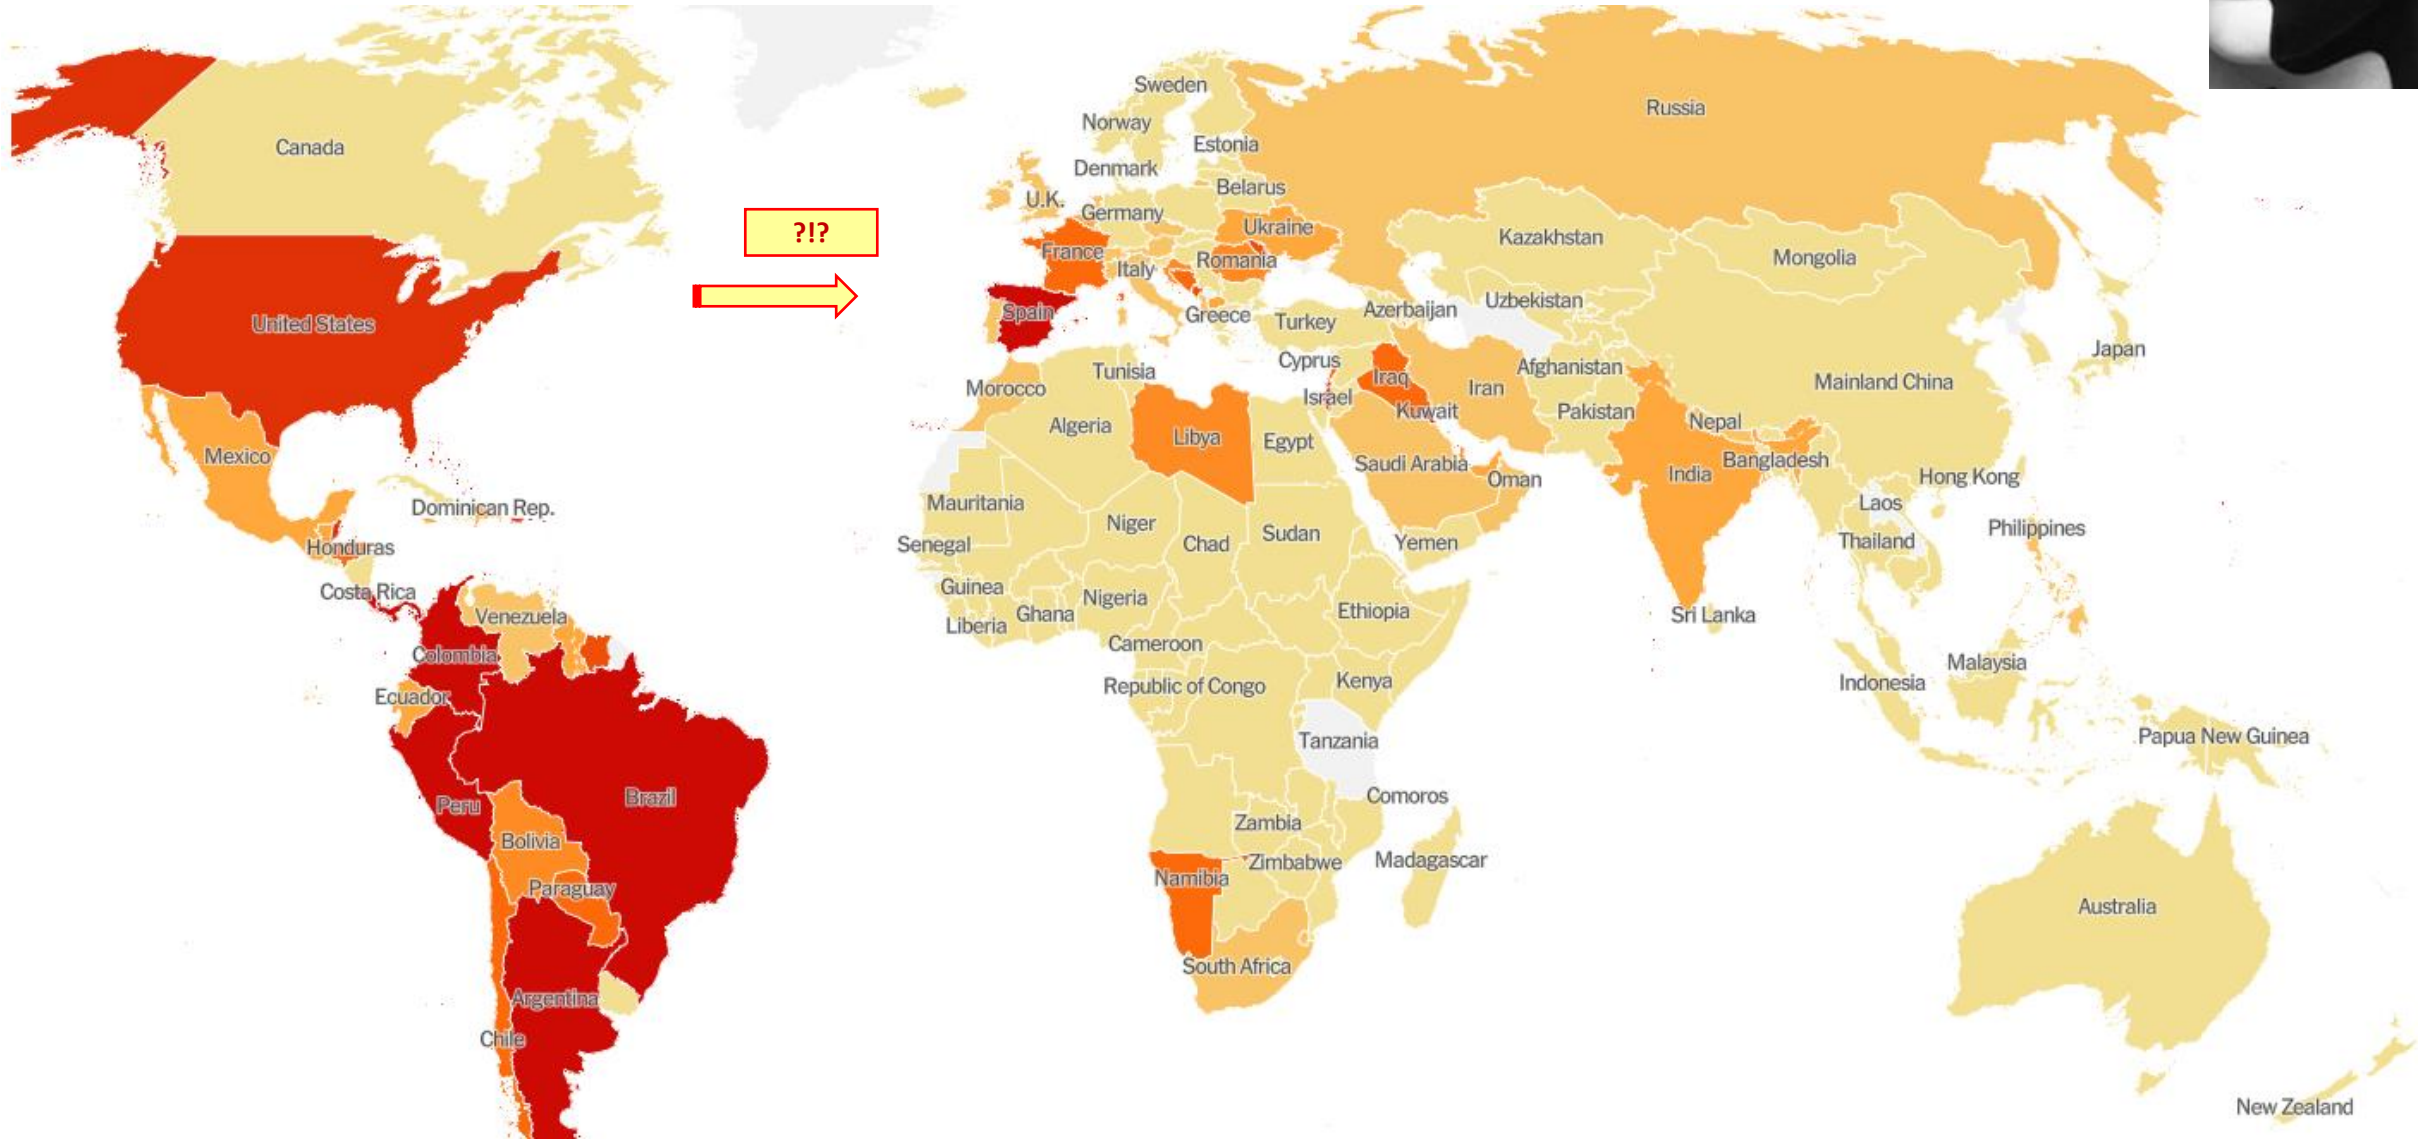 Sweden
Russia
Norway
Canada
Estonia
Denmark
Belarus
U.K.
Germany
?!?
Ukraine
Kazakhstan
France
Mongolia
Romania
Italy
Uzbekistan
Azerbaijan
Spain
Greece
Turkey
United States
Japan
Cyprus
Afghanistan
Tunisia
Iraq
Mainland China
Morocco
Iran
Israel
Kuwait
Pakistan
Nepal
Algeria
Libya
Egypt
Mexico
Bangladesh
Saudi Arabia
India
Hong Kong
Oman
Mauritania
Laos
Dominican Rep.
Niger
Philippines
Sudan
Thailand
Senegal
Chad
Yemen
Honduras
Guinea
Costa Rica
Nigeria
Ethiopia
Ghana
Sri Lanka
Venezuela
Liberia
Cameroon
Colombia
Malaysia
Kenya
Indonesia
Republic of Congo
Ecuador
Papua New Guinea
Tanzania
Comoros
Brazil
Peru
Zambia
Bolivia
Zimbabwe
Madagascar
Namibia
Paraguay
Australia
South Africa
Argentina
Chile
New Zealand